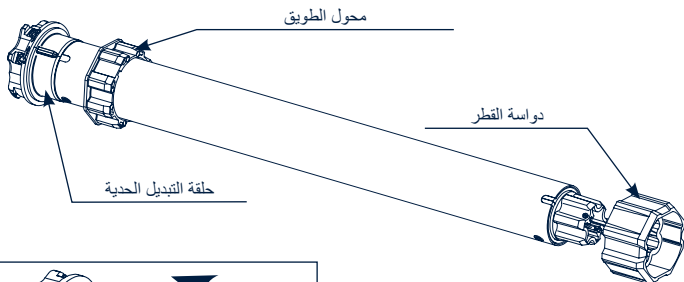 محول الطويق
دواسة القطر
حلقة التبديل الحدية